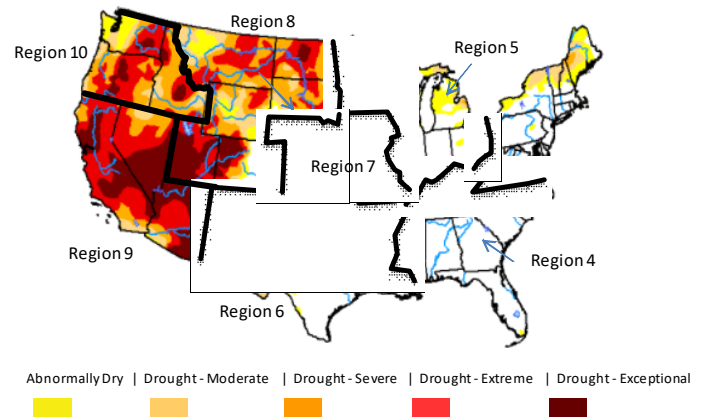 Region 8
Region 10
Region 5
Region 7
Region 9
Region 4
Region 6
Abnormally Dry | Drought - Moderate | Drought - Severe | Drought - Extreme | Drought - Exceptional